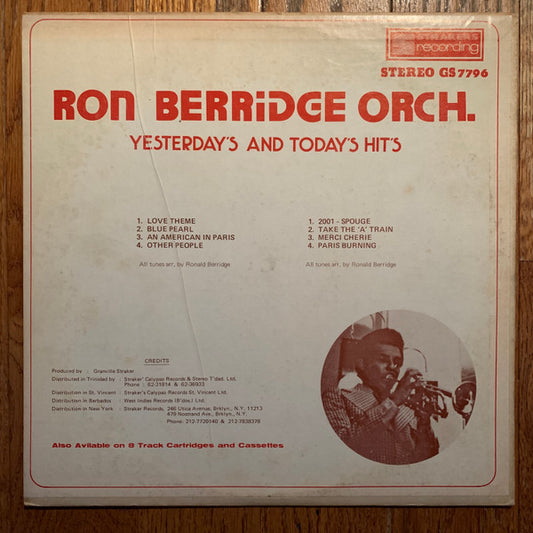 STRAKERS
recording
STEREO GS7796
RON BERRIDGE ORCH.
YESTERDAY'S AND TODAY'S HIT'S
1. LOVE THEME
2. BLUE PEARL
3. AN AMERICAN IN PARIS
4. OTHER PEOPLE
All tunes arr, by Ronald Berridge
1. 2001 - SPOUGE
2. TAKE THE 'A' TRAIN
3. MERCI CHERIE
4. PARIS BURNING
All tunes arr, by Ronald Berridge
CREDITS
Produced by : Granville Straker
Distributed in Trinidad by : Straker' Calypso Records & Stereo T'dad. Ltd.
Phone : 62-31814 & 62-36933
Distribution in St. Vincent : Straker's Calypso Records St. Vincent Ltd.
Distribution in Barbados : West Indies Records (B'dos.) Ltd.
Distribution in New York : Straker Records, 246 Utica Avenue, Brklyn., N.Y. 11213
479 Nostrand Ave., Brklyn, N.Y.
Phone: 212-7739140 & 212-7838378
Also Avilable on 8 Track Cartridges and Cassettes